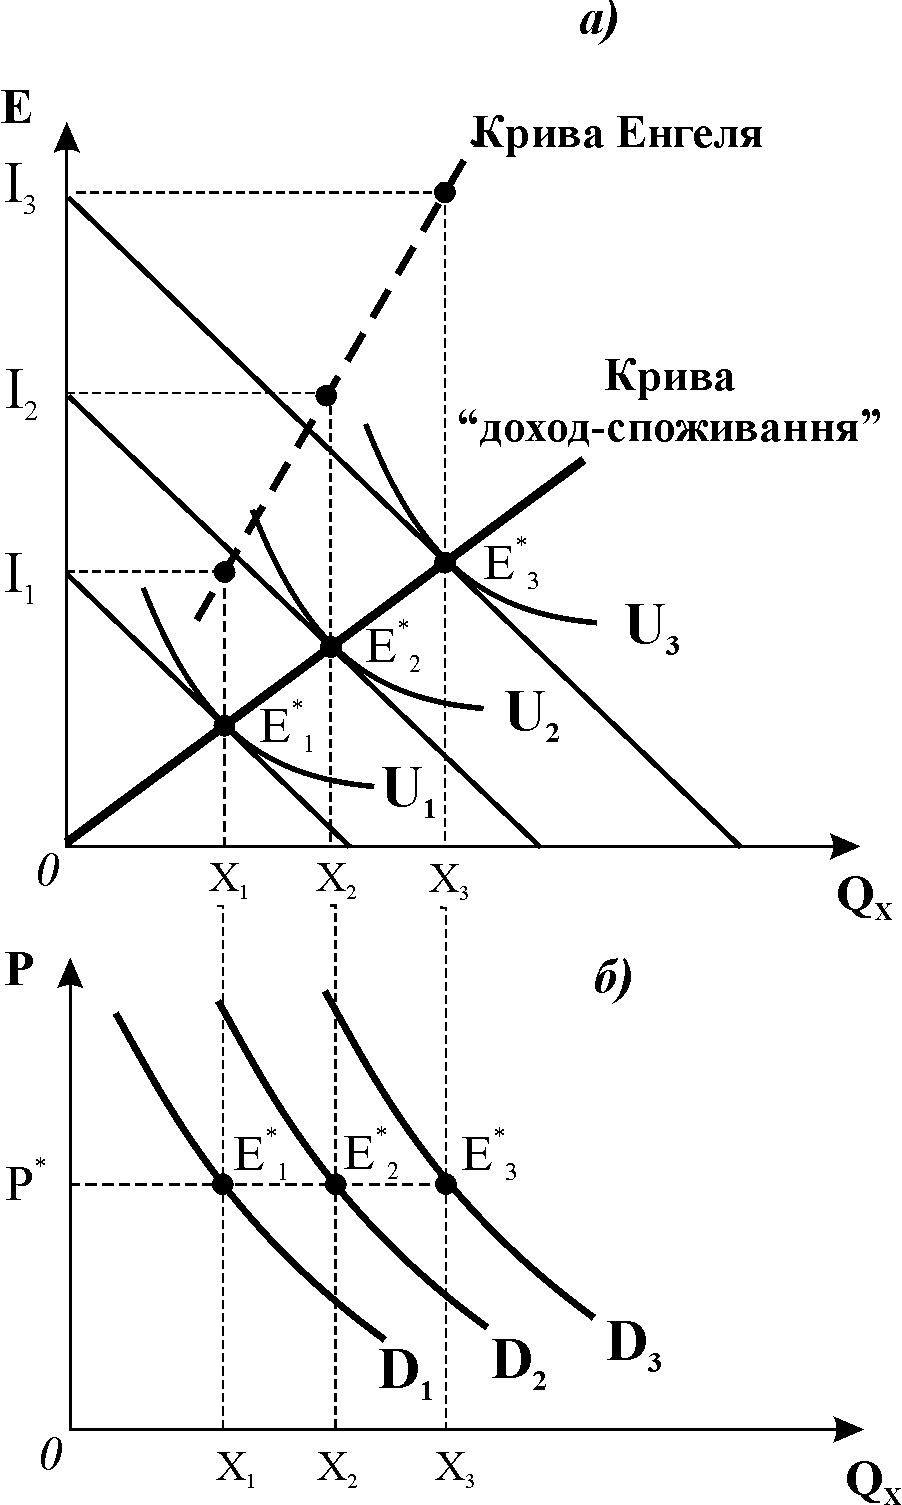 а)
E
Крива Енгеля
I3
Крива
I2
“доход-споживання”
I1
E*3
U3
E*2
U2
E*1
U1
0
X1 X2 X3
QX
P
б)
E*1 E*2 E*3
P*
D1 D2 D3
0
X1 X2 X3
QX